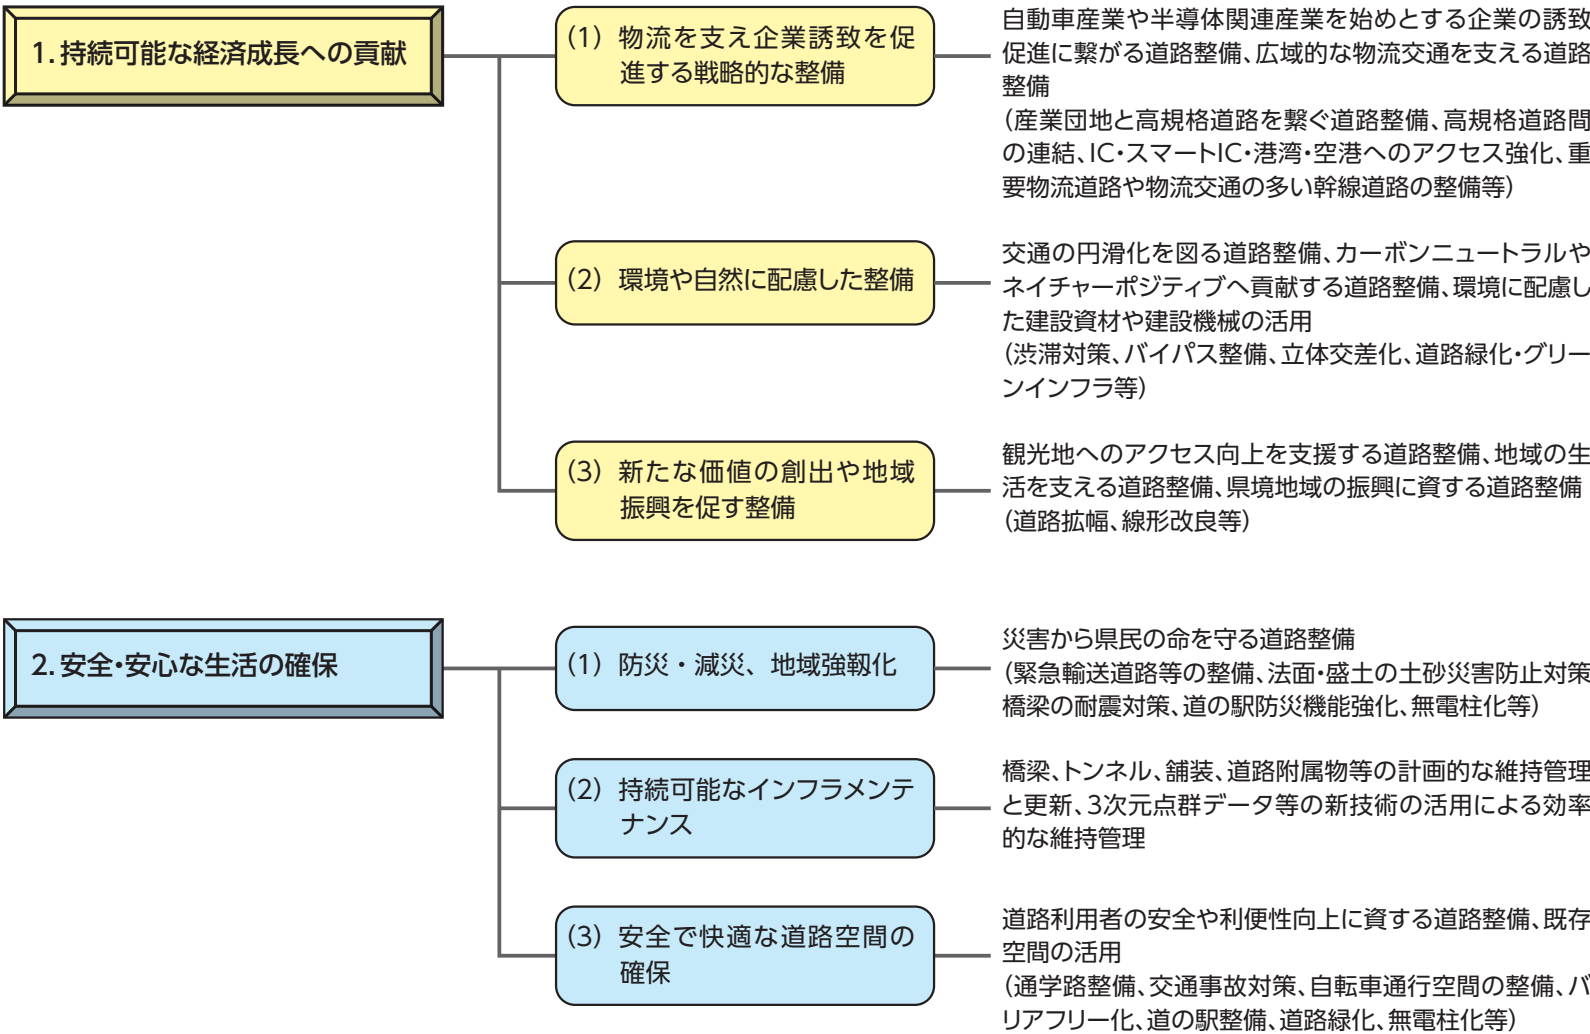 1.持続可能な経済成長への貢献
(1) 物流を支え企業誘致を促
進する戦略的な整備
自動車産業や半導体関連産業を始めとする企業の誘致
促進に繋がる道路整備、広域的な物流交通を支える道路
整備
(産業団地と高規格道路を繋ぐ道路整備、高規格道路間
の連結、IC・スマートIC・港湾・空港へのアクセス強化、重
要物流道路や物流交通の多い幹線道路の整備等)
(2) 環境や自然に配慮した整備
交通の円滑化を図る道路整備、カーボンニュートラルや
ネイチャーポジティブへ貢献する道路整備、環境に配慮し
た建設資材や建設機械の活用
(渋滞対策、バイパス整備、立体交差化、道路緑化・グリー
ンインフラ等)
(3) 新たな価値の創出や地域
振興を促す整備
観光地へのアクセス向上を支援する道路整備、地域の生
活を支える道路整備、県境地域の振興に資する道路整備
(道路拡幅、線形改良等)
2.安全・安心な生活の確保
(1) 防災・減災、地域強靱化
災害から県民の命を守る道路整備
(緊急輸送道路等の整備、法面・盛土の土砂災害防止対策
橋梁の耐震対策、道の駅防災機能強化、無電柱化等)
(2) 持続可能なインフラメンテ
ナンス
橋梁、トンネル、舗装、道路附属物等の計画的な維持管理
と更新、3次元点群データ等の新技術の活用による効率
的な維持管理
(3) 安全で快適な道路空間の
確保
道路利用者の安全や利便性向上に資する道路整備、既存
空間の活用
(通学路整備、交通事故対策、自転車通行空間の整備、バ
リアフリー化、道の駅整備、道路緑化、無電柱化等)